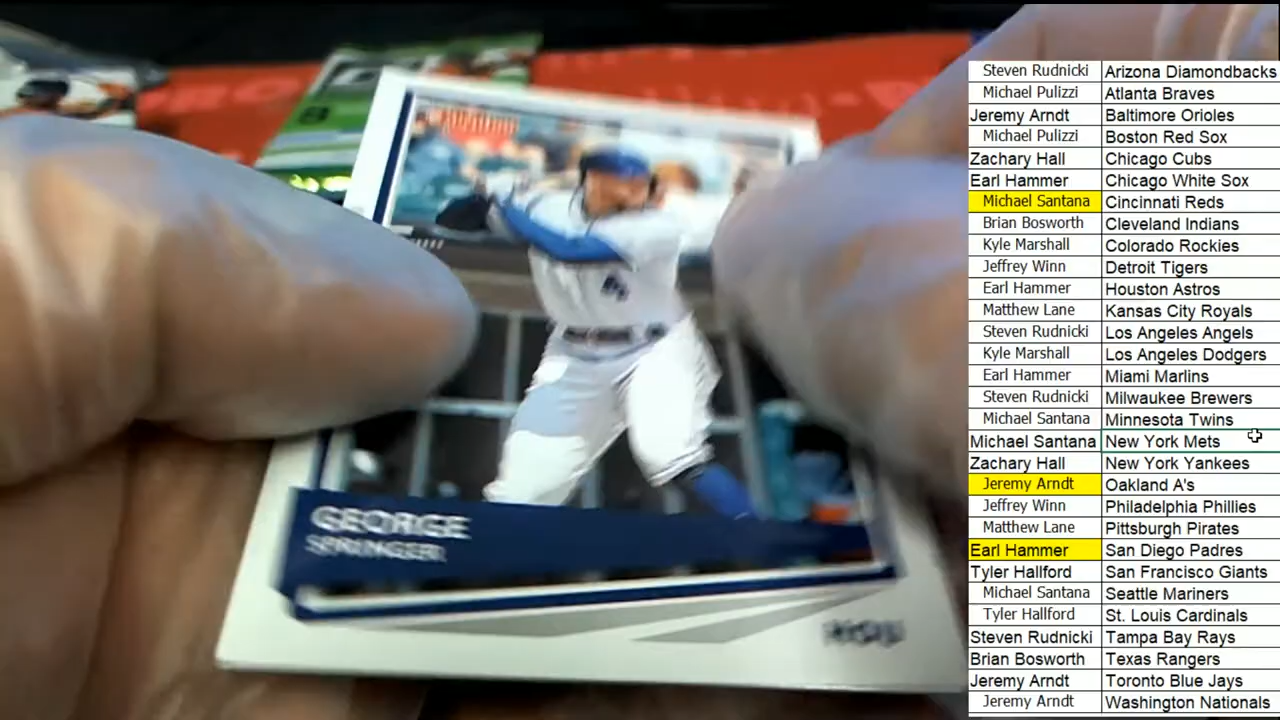 GEORGE
SPRINGER
HOU
Steven Rudnicki Arizona Diamondbacks
Michael Pulizzi Atlanta Braves
Jeremy Arndt Baltimore Orioles
Michael Pulizzi Boston Red Sox
Zachary Hall Chicago Cubs
Earl Hammer Chicago White Sox
Michael Santana Cincinnati Reds
Brian Bosworth Cleveland Indians
Kyle Marshall Colorado Rockies
Jeffrey Winn Detroit Tigers
Earl Hammer Houston Astros
Matthew Lane Kansas City Royals
Steven Rudnicki Los Angeles Angels
Kyle Marshall Los Angeles Dodgers
Earl Hammer Miami Marlins
Steven Rudnicki Milwaukee Brewers
Michael Santana Minnesota Twins
Michael Santana New York Mets
Zachary Hall New York Yankees
Jeremy Arndt Oakland A's
Jeffrey Winn Philadelphia Phillies
Matthew Lane Pittsburgh Pirates
Earl Hammer San Diego Padres
Tyler Hallford San Francisco Giants
Michael Santana Seattle Mariners
Tyler Hallford St. Louis Cardinals
Steven Rudnicki Tampa Bay Rays
Brian Bosworth Texas Rangers
Jeremy Arndt Toronto Blue Jays
Jeremy Arndt Washington Nationals